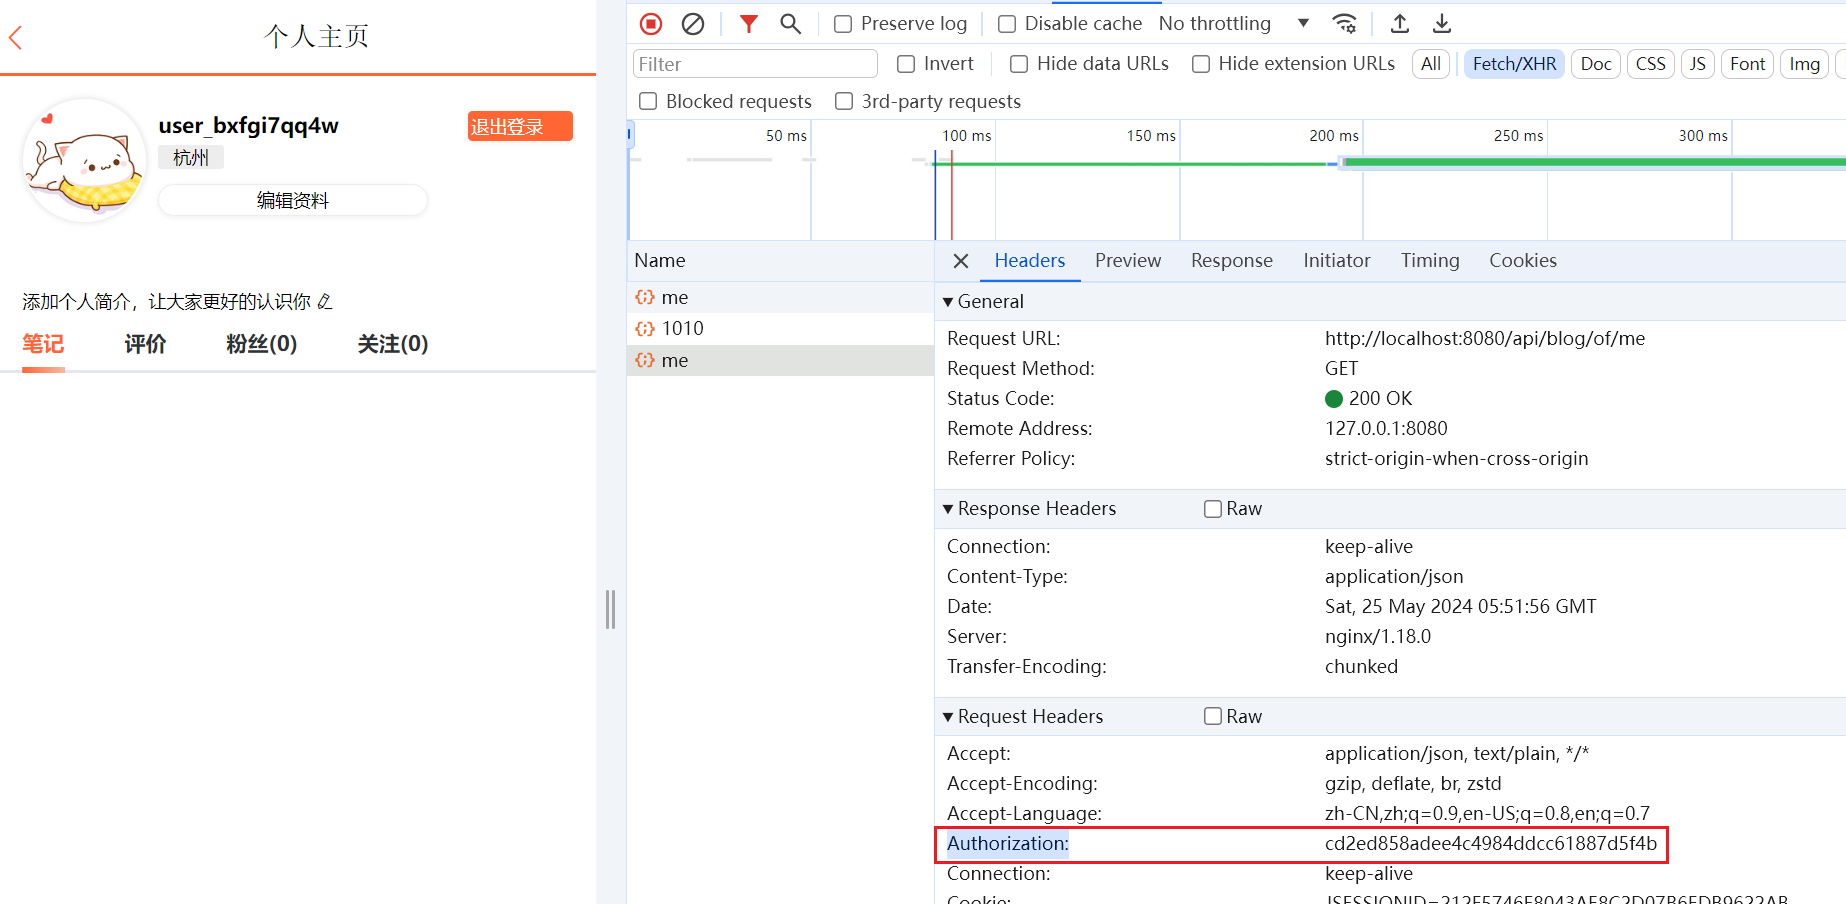 个人主页
user_bxfgi7qq4w
退出登录
杭州
编辑资料
添加个人简介，让大家更好的认识你
笔记 评价 粉丝(0) 关注(0)
Preserve log Disable cache No throttling
Filter Invert Hide data URLs Hide extension URLs All Fetch/XHR Doc CSS JS Font Img
Blocked requests 3rd-party requests
50 ms 100 ms 150 ms 200 ms 250 ms 300 ms
Name
me
1010
me
Headers Preview Response Initiator Timing Cookies
General
Request URL: http://localhost:8080/api/blog/of/me
Request Method: GET
Status Code: 200 OK
Remote Address: 127.0.0.1:8080
Referrer Policy: strict-origin-when-cross-origin
Response Headers Raw
Connection: keep-alive
Content-Type: application/json
Date: Sat, 25 May 2024 05:51:56 GMT
Server: nginx/1.18.0
Transfer-Encoding: chunked
Request Headers Raw
Accept: application/json, text/plain, */*
Accept-Encoding: gzip, deflate, br, zstd
Accept-Language: zh-CN,zh;q=0.9,en-US;q=0.8,en;q=0.7
Authorization: cd2ed858adee4c4984ddcc61887d5f4b
Connection: keep-alive
Cookie: